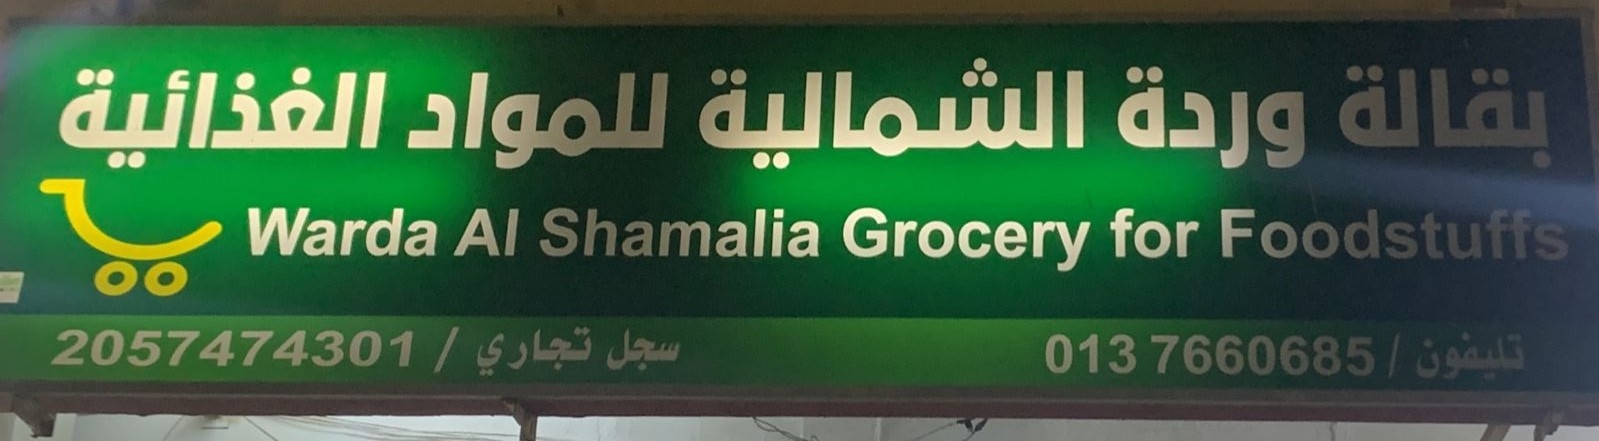 بقالة وردة الشمالية للمواد الغذائية
Warda Al Shamalia Grocery for Foodstuffs
تليفون / 013 7660685
سجل تجاري / 2057474301